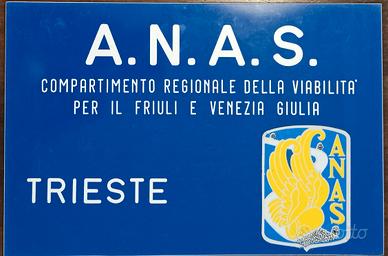 A.N.A.S.
COMPARTIMENTO REGIONALE DELLA VIABILITA'
PER IL FRIULI E VENEZIA GIULIA
TRIESTE
ANAS